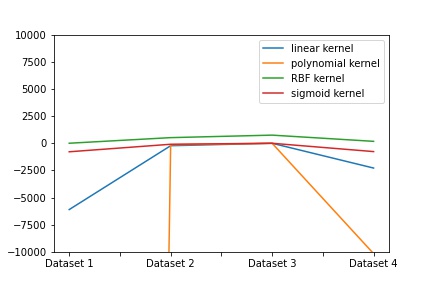 10000
7500
5000
2500
0
−2500
−5000
−7500
−10000
linear kernel
polynomial kernel
RBF kernel
sigmoid kernel
Dataset 1
Dataset 2
Dataset 3
Dataset 4